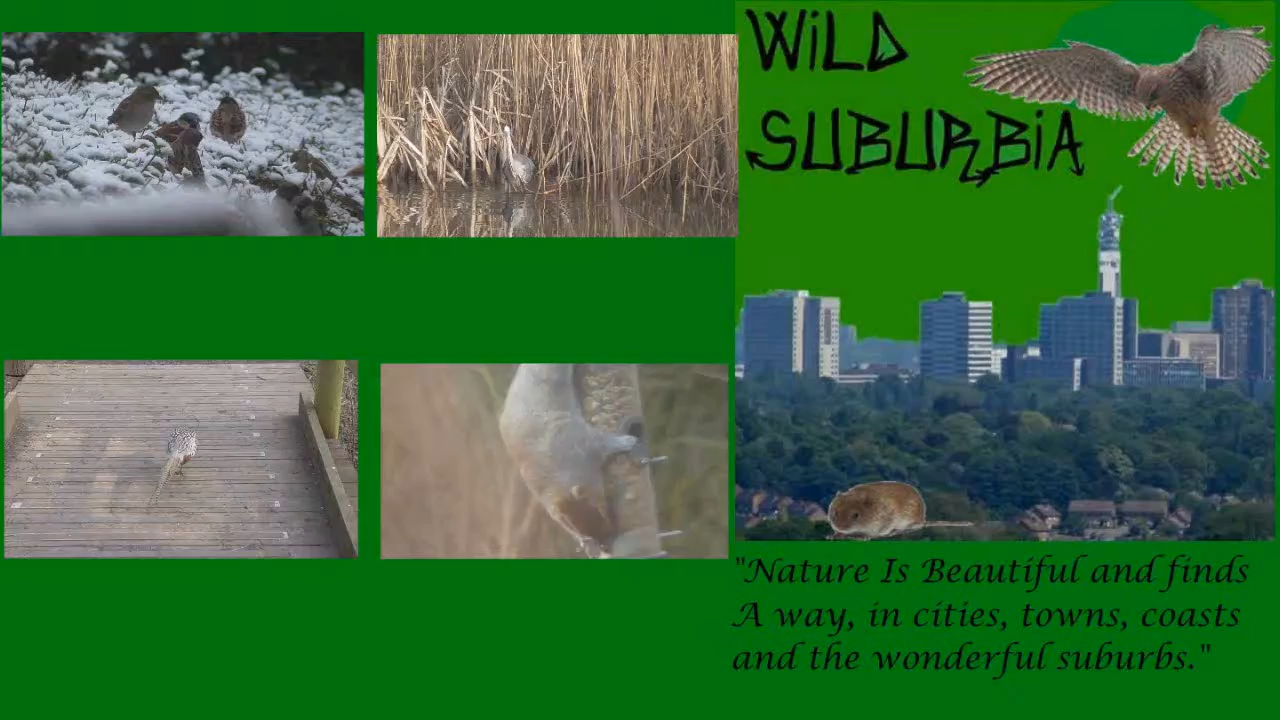 WiLD
SUBURBiA
"Nature Is Beautiful and finds
A way, in cities, towns, coasts
and the wonderful suburbs."